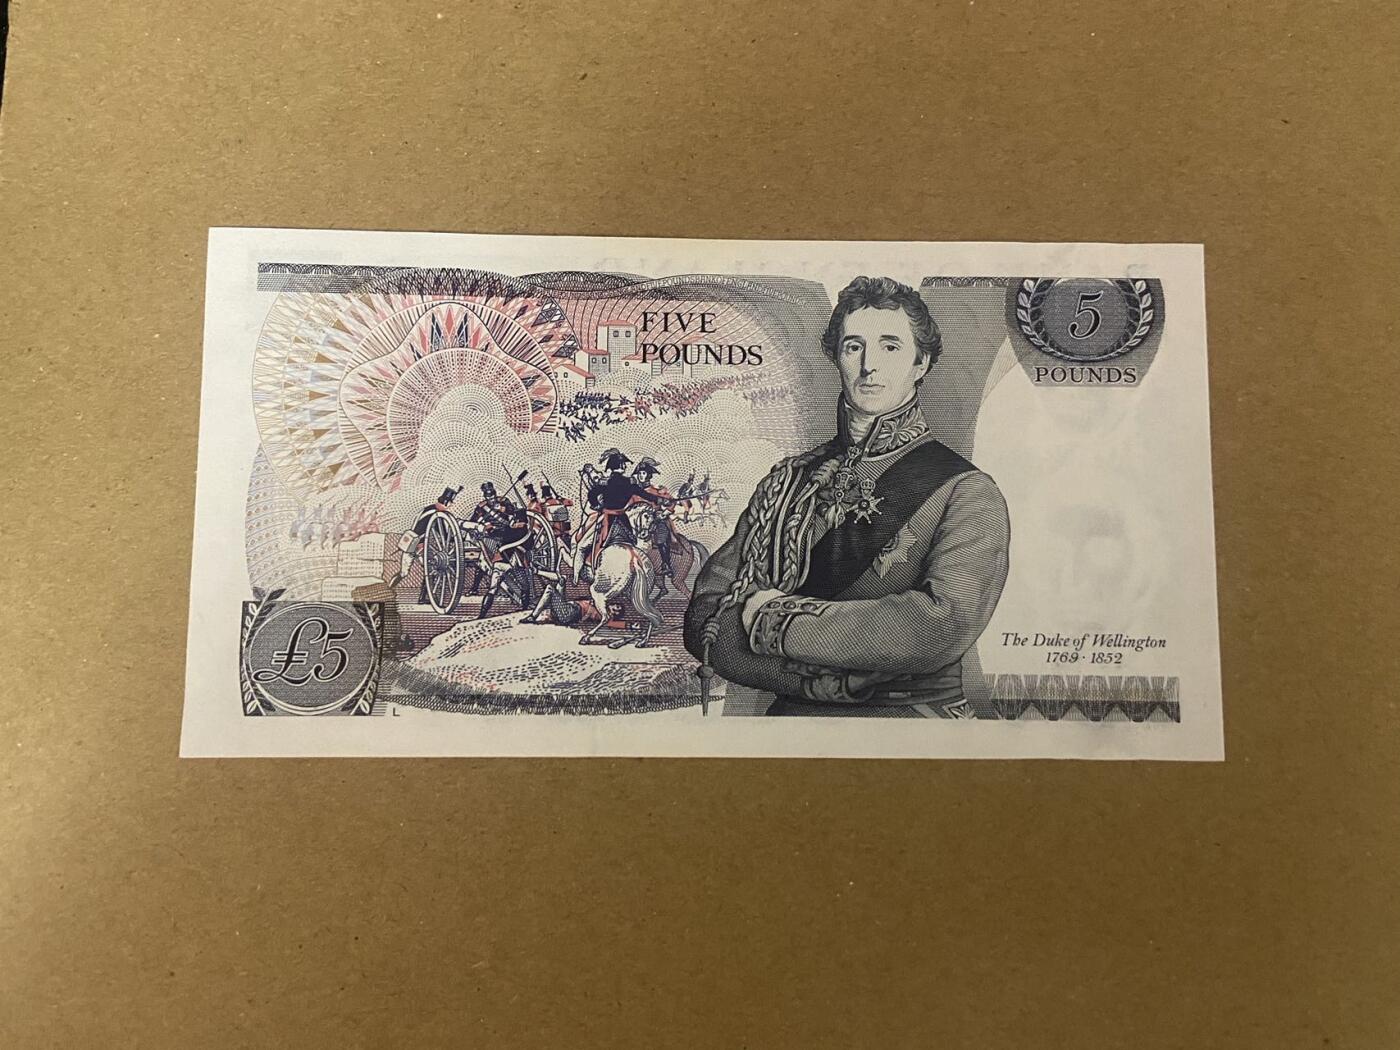 FIVE
POUNDS
5
POUNDS
The Duke of Wellington
1769 · 1852
£5
L